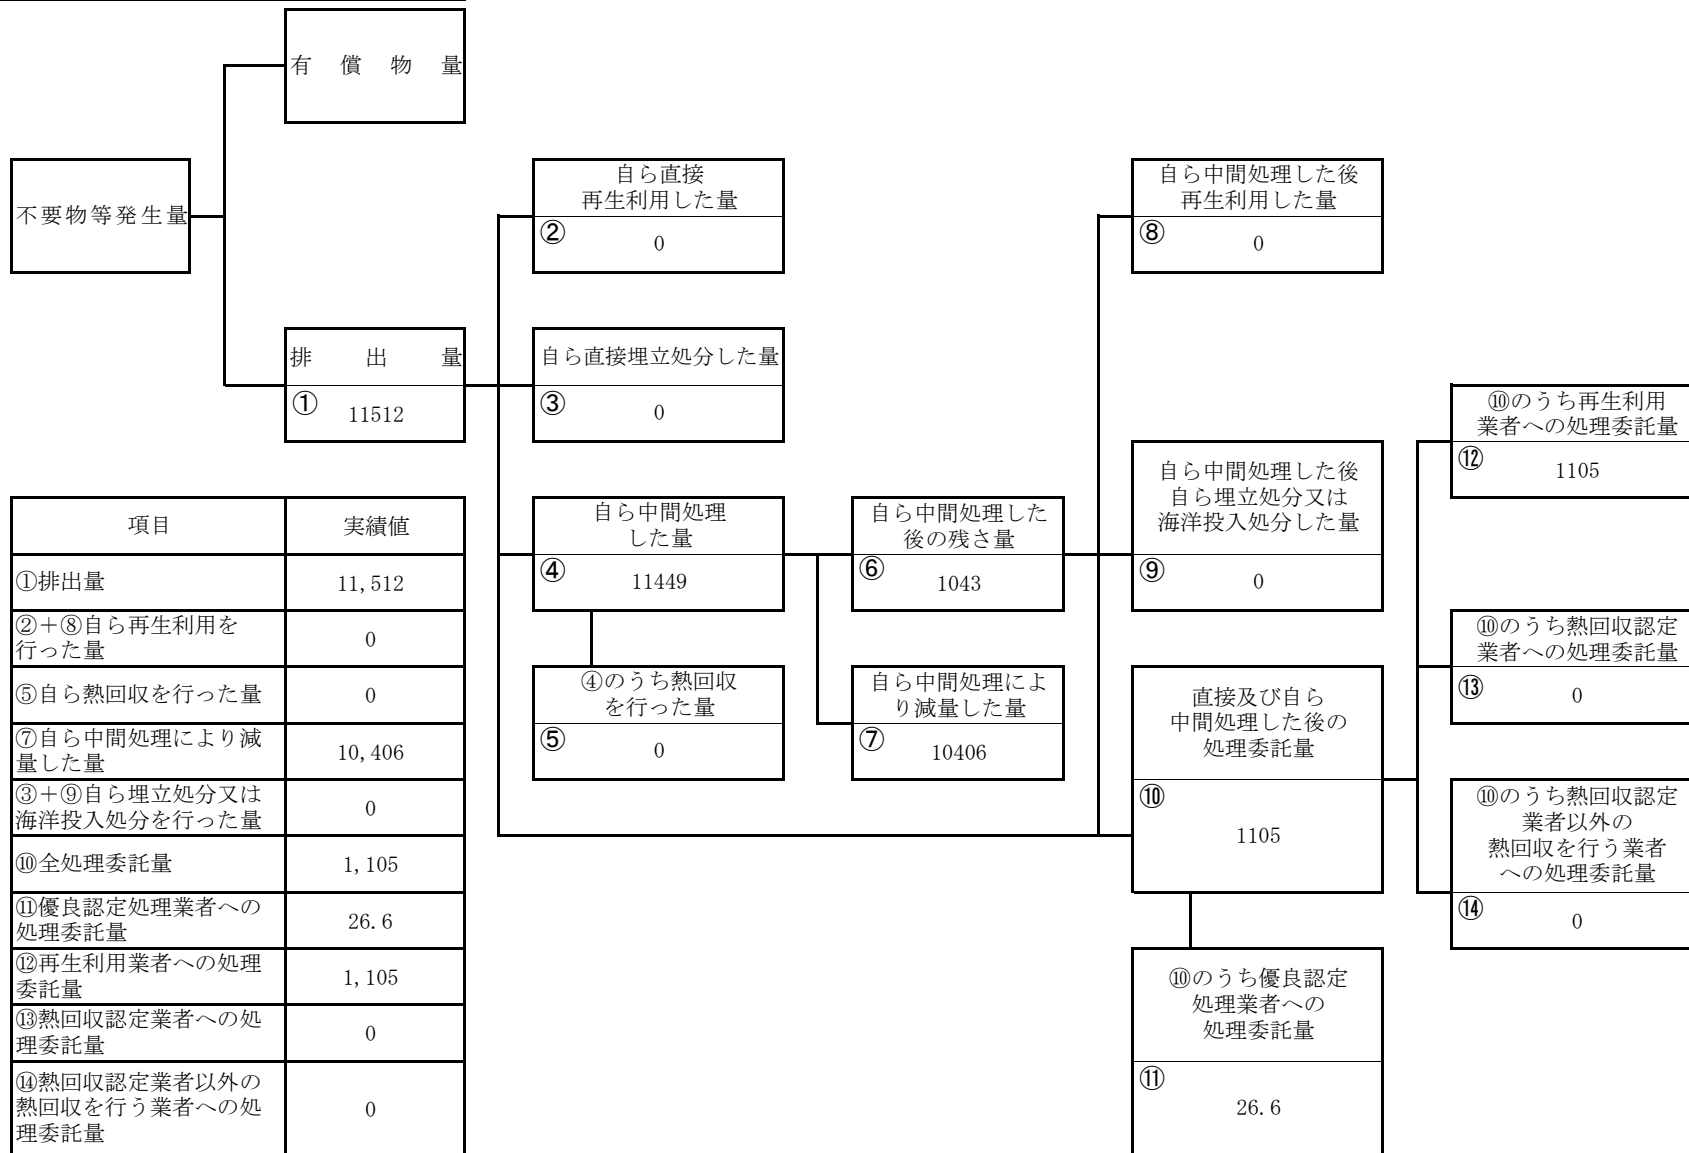 有償物量
不要物等発生量
自ら直接
再生利用した量
②
0
自ら中間処理した後
再生利用した量
⑧
0
排出量
①
11512
自ら直接埋立処分した量
③
0
⑩のうち再生利用
業者への処理委託量
⑫
1105
自ら中間処理した後
自ら埋立処分又は
海洋投入処分した量
⑨
0
自ら中間処理
した量
④
11449
自ら中間処理した
後の残さ量
⑥
1043
⑩のうち熱回収認定
業者への処理委託量
⑬
0
④のうち熱回収
を行った量
⑤
0
自ら中間処理によ
り減量した量
⑦
10406
直接及び自ら
中間処理した後の
処理委託量
⑩
1105
⑩のうち熱回収認定
業者以外の
熱回収を行う業者
への処理委託量
⑭
0
⑩のうち優良認定
処理業者への
処理委託量
⑪
26.6
項目 実績値
①排出量 11,512
②＋⑧自ら再生利用を
行った量
0
⑤自ら熱回収を行った量 0
⑦自ら中間処理により減
量した量
10,406
③＋⑨自ら埋立処分又は
海洋投入処分を行った量
0
⑩全処理委託量 1,105
⑪優良認定処理業者への
処理委託量
26.6
⑫再生利用業者への処理
委託量
1,105
⑬熱回収認定業者への処
理委託量
0
⑭熱回収認定業者以外の
熱回収を行う業者への処
理委託量
0